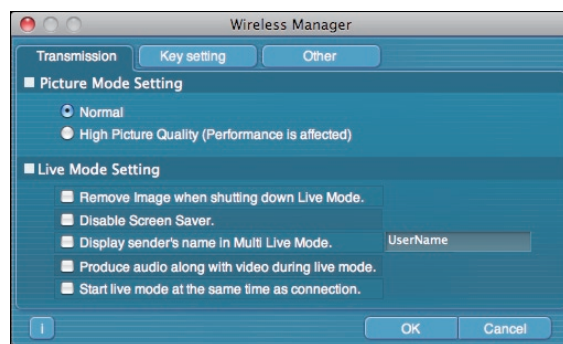 Wireless Manager
Transmission Key setting Other
Picture Mode Setting
Normal
High Picture Quality (Performance is affected)
Live Mode Setting
Remove Image when shutting down Live Mode.
Disable Screen Saver.
Display sender's name in Multi Live Mode. UserName
Produce audio along with video during live mode.
Start live mode at the same time as connection.
i OK Cancel